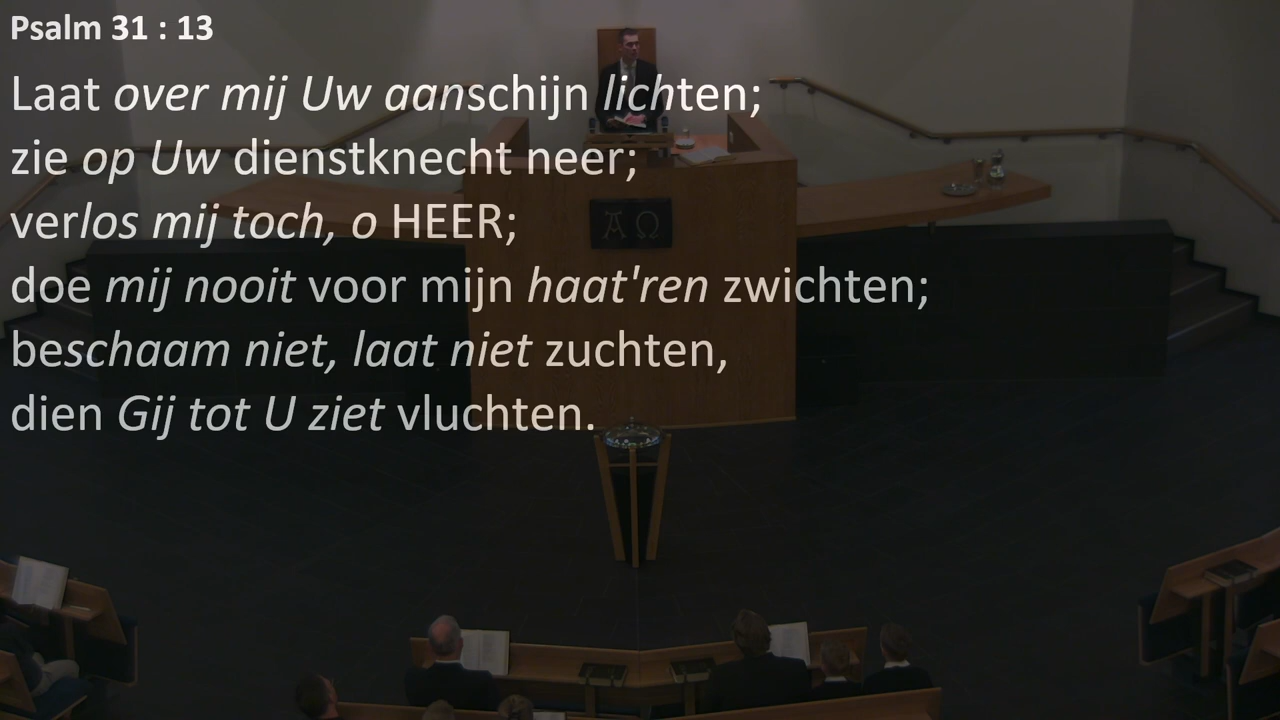 Psalm 31 : 13
Laat over mij Uw aanschijn lichten;
zie op Uw dienstknecht neer;
verlos mij toch, o HEER;
doe mij nooit voor mijn haat'ren zwichten;
beschaam niet, laat niet zuchten,
dien Gij tot U ziet vluchten.
Α Ω